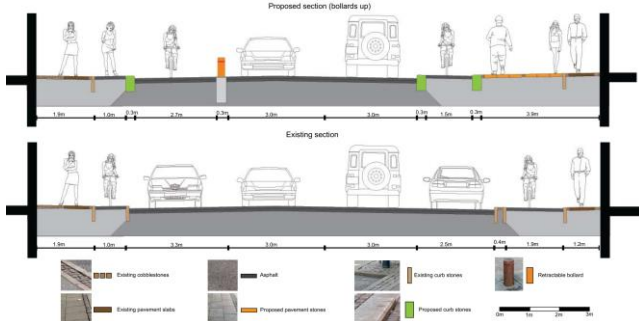 Proposed section (bollards up)
1.9m 1.0m 0.3m 2.7m 0.3m 3.0m 3.0m 0.3m 1.5m 0.3m 3.9m
Existing section
1.9m 1.0m 3.3m 3.0m 3.0m 2.5m 0.4m 1.9m 1.2m
Existing cobblestones Asphalt Existing curb stones Retractable bollard
Existing pavement slabs Proposed pavement stones Proposed curb stones
0m 1m 2m 3m